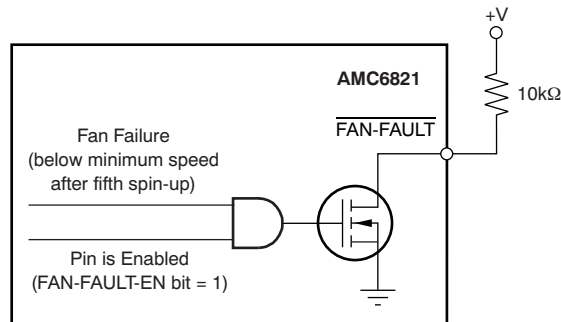 +V
AMC6821
10kΩ
FAN-FAULT
Fan Failure
(below minimum speed
after fifth spin-up)
Pin is Enabled
(FAN-FAULT-EN bit = 1)